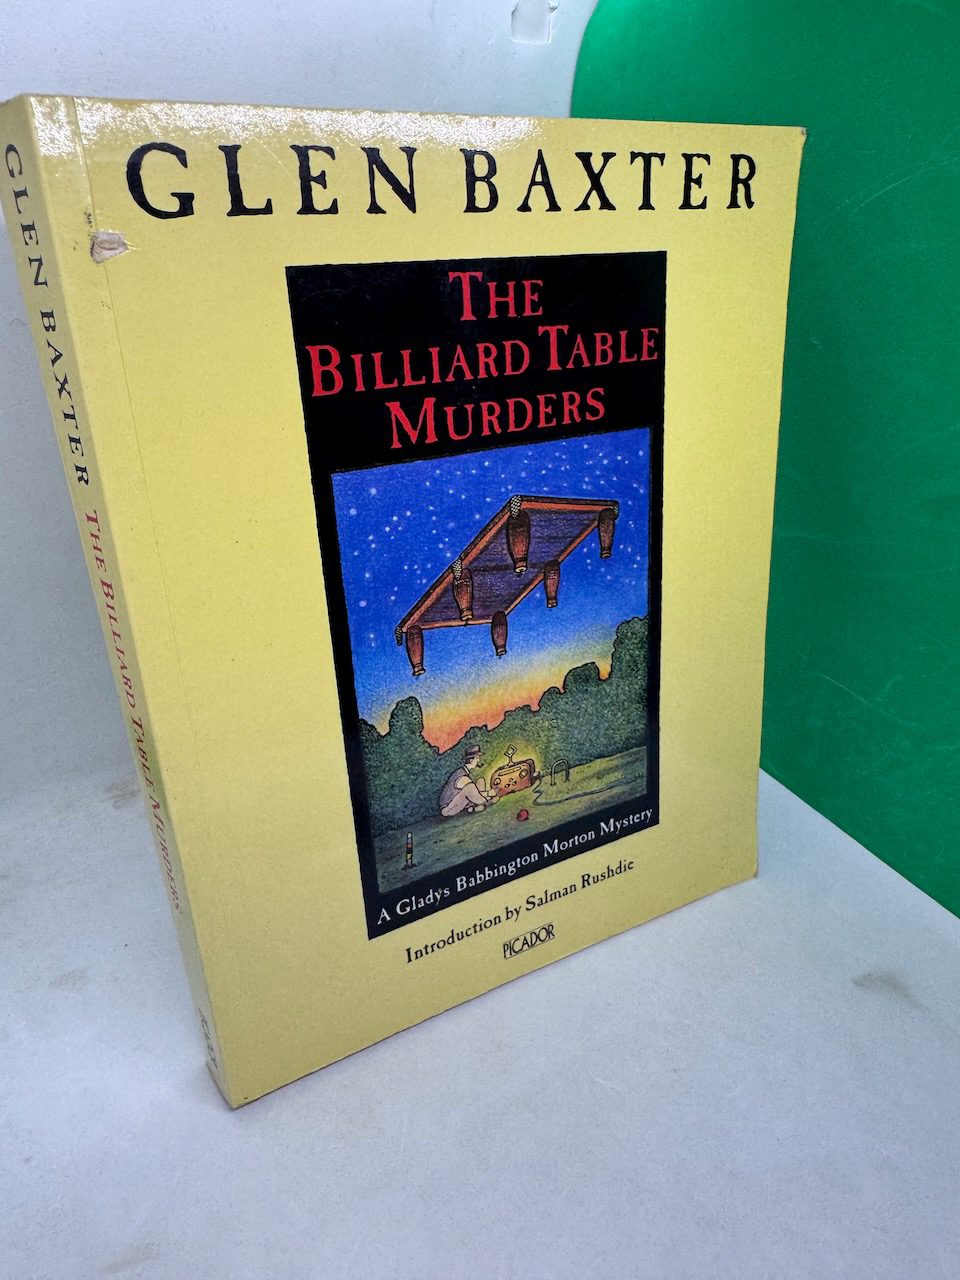 GLEN BAXTER
THE
BILLIARD TABLE
MURDERS
A Gladys Babbington Morton Mystery
Introduction by Salman Rushdie
PICADOR
GLEN BAXTER THE BILLIARD TABLE MURDERS